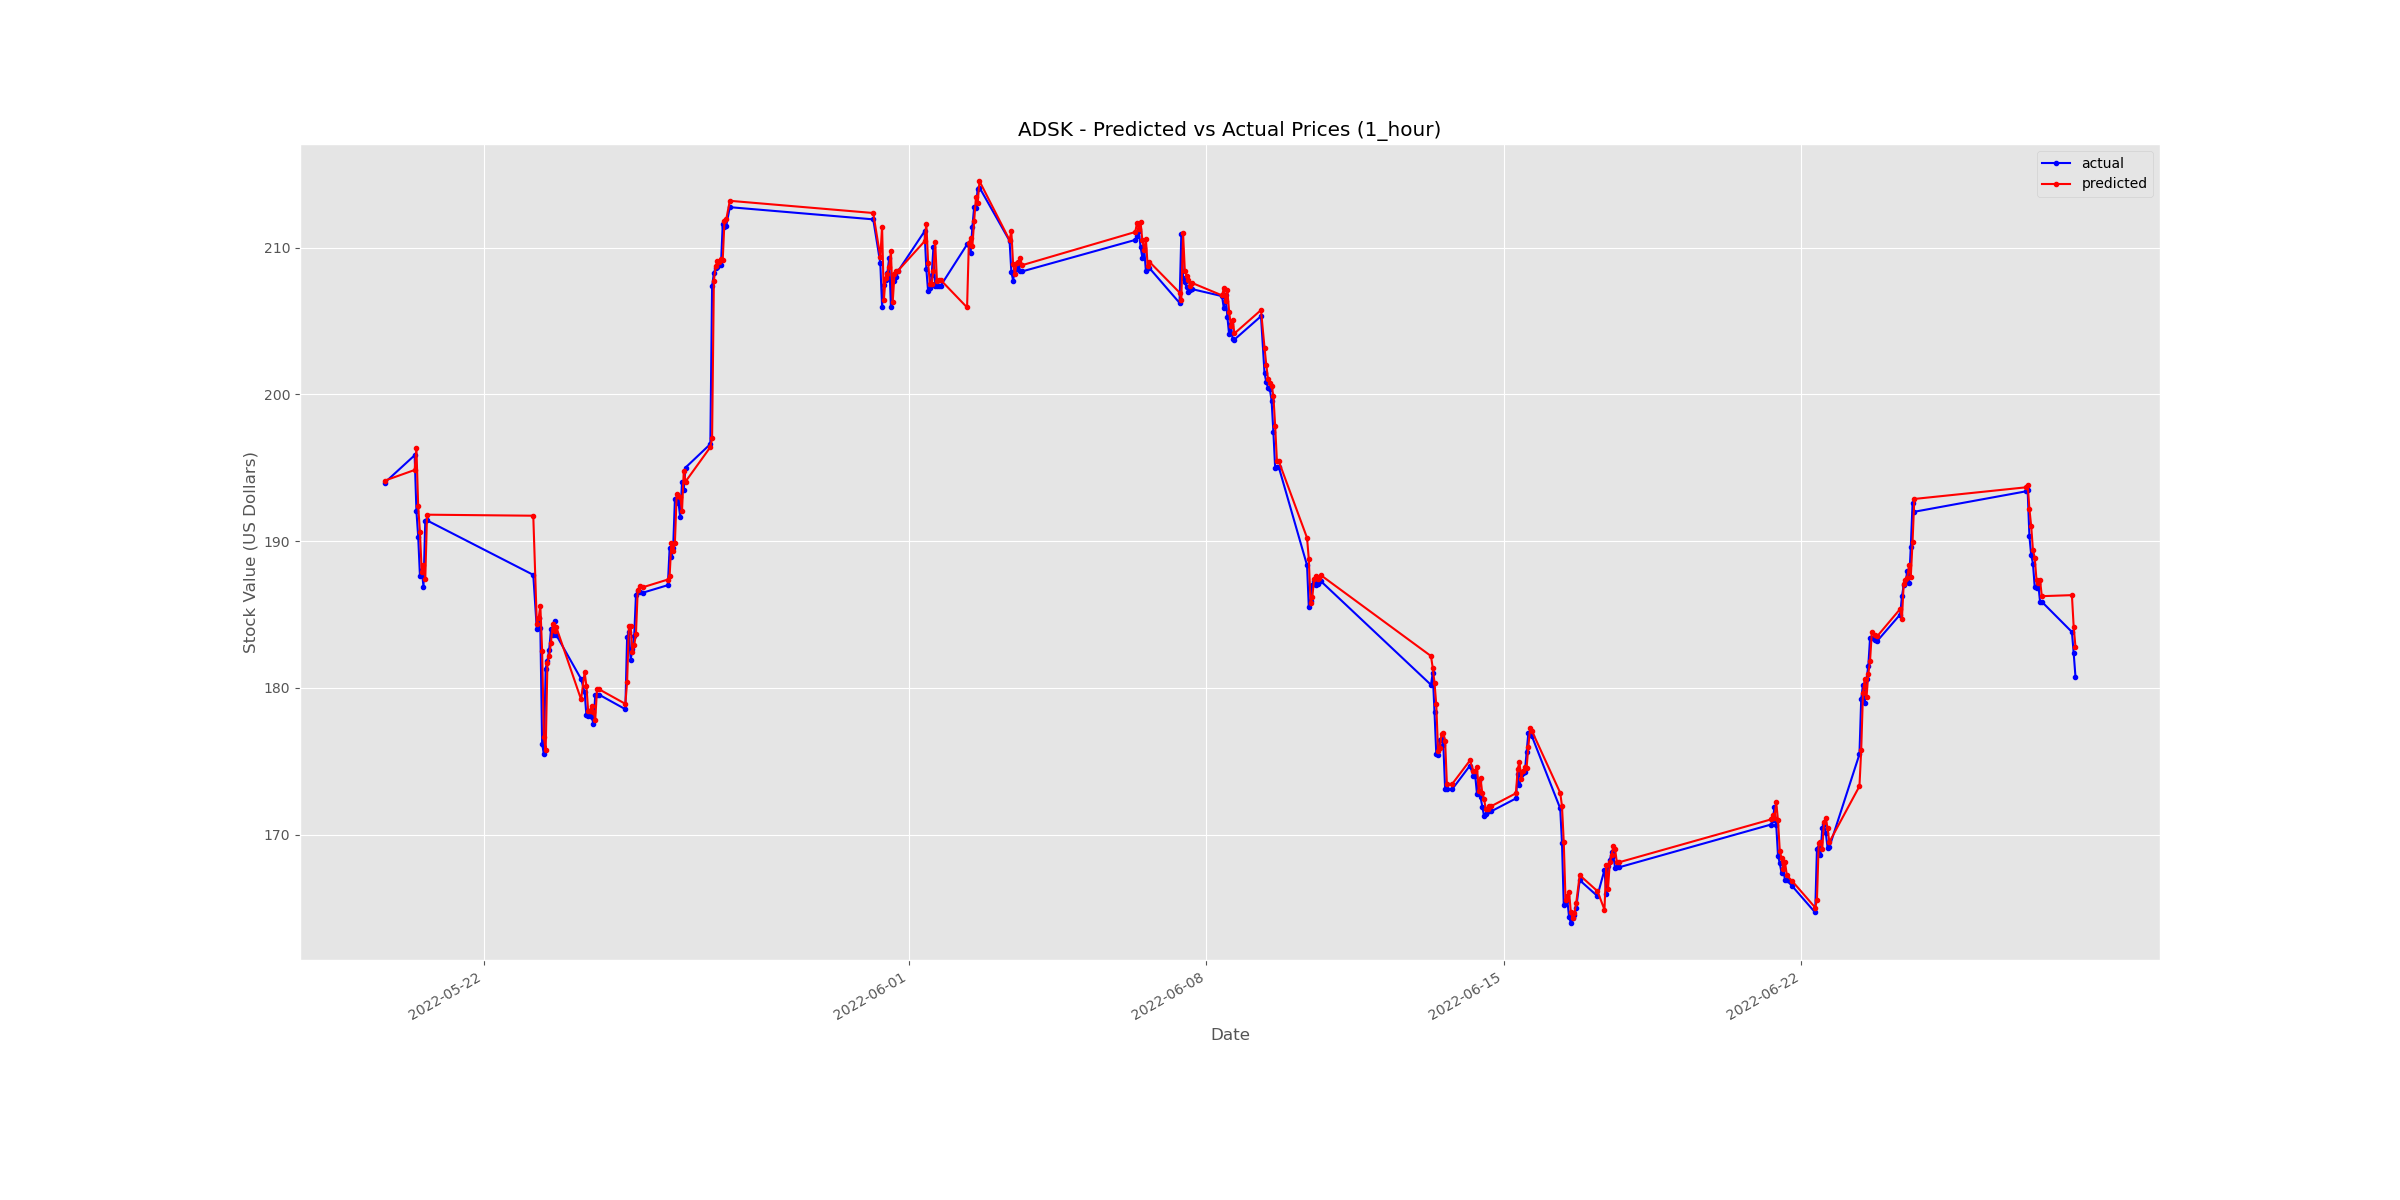 ADSK - Predicted vs Actual Prices (1_hour)
actual
predicted
Stock Value (US Dollars)
210
200
190
180
170
2022-05-22
2022-06-01
2022-06-08
2022-06-15
2022-06-22
Date